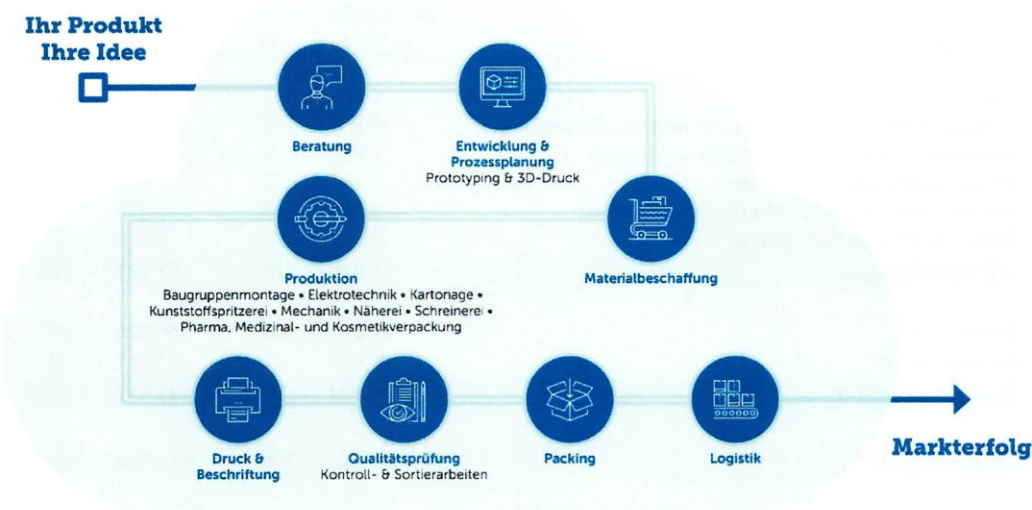 Ihr Produkt
Ihre Idee
Beratung
Entwicklung &
Prozessplanung
Prototyping & 3D-Druck
Materialbeschaffung
Produktion
Baugruppenmontage • Elektrotechnik • Kartonage •
Kunststoffspritzerei • Mechanik • Näherei • Schreinerei •
Pharma, Medizinal- und Kosmetikverpackung
Druck &
Beschriftung
Qualitätsprüfung
Kontroll- & Sortierarbeiten
Packing
Logistik
Markterfolg